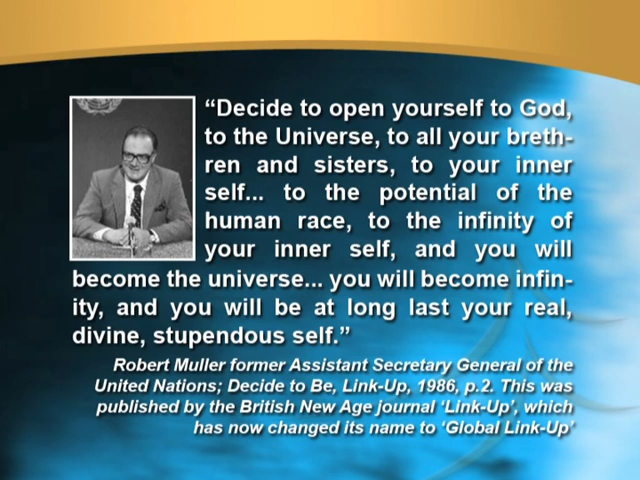 “Decide to open yourself to God,
to the Universe, to all your breth-
ren and sisters, to your inner
self... to the potential of the
human race, to the infinity of
your inner self, and you will
become the universe... you will become infin-
ity, and you will be at long last your real,
divine, stupendous self.”
Robert Muller former Assistant Secretary General of the
United Nations; Decide to Be, Link-Up, 1986, p.2. This was
published by the British New Age journal ‘Link-Up’, which
has now changed its name to ‘Global Link-Up’